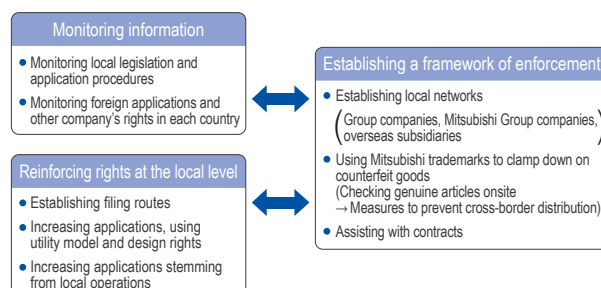 Monitoring information
• Monitoring local legislation and
application procedures
• Monitoring foreign applications and
other company's rights in each country
Reinforcing rights at the local level
• Establishing filing routes
• Increasing applications, using
utility model and design rights
• Increasing applications stemming
from local operations
Establishing a framework of enforcement
• Establishing local networks
(Group companies, Mitsubishi Group companies,
overseas subsidiaries)
• Using Mitsubishi trademarks to clamp down on
counterfeit goods
(Checking genuine articles onsite
→ Measures to prevent cross-border distribution)
• Assisting with contracts